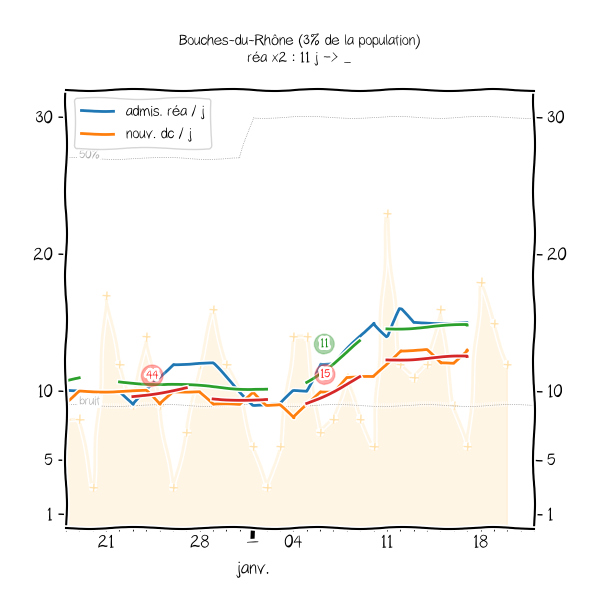 Bouches-du-Rhône (3% de la population)
réa x2 : 11 j -> _
admis. réa / j
nouv. dc / j
50%
bruit
30
20
10
5
1
30
20
10
5
1
44
11
15
21 28 04 11 18
janv.